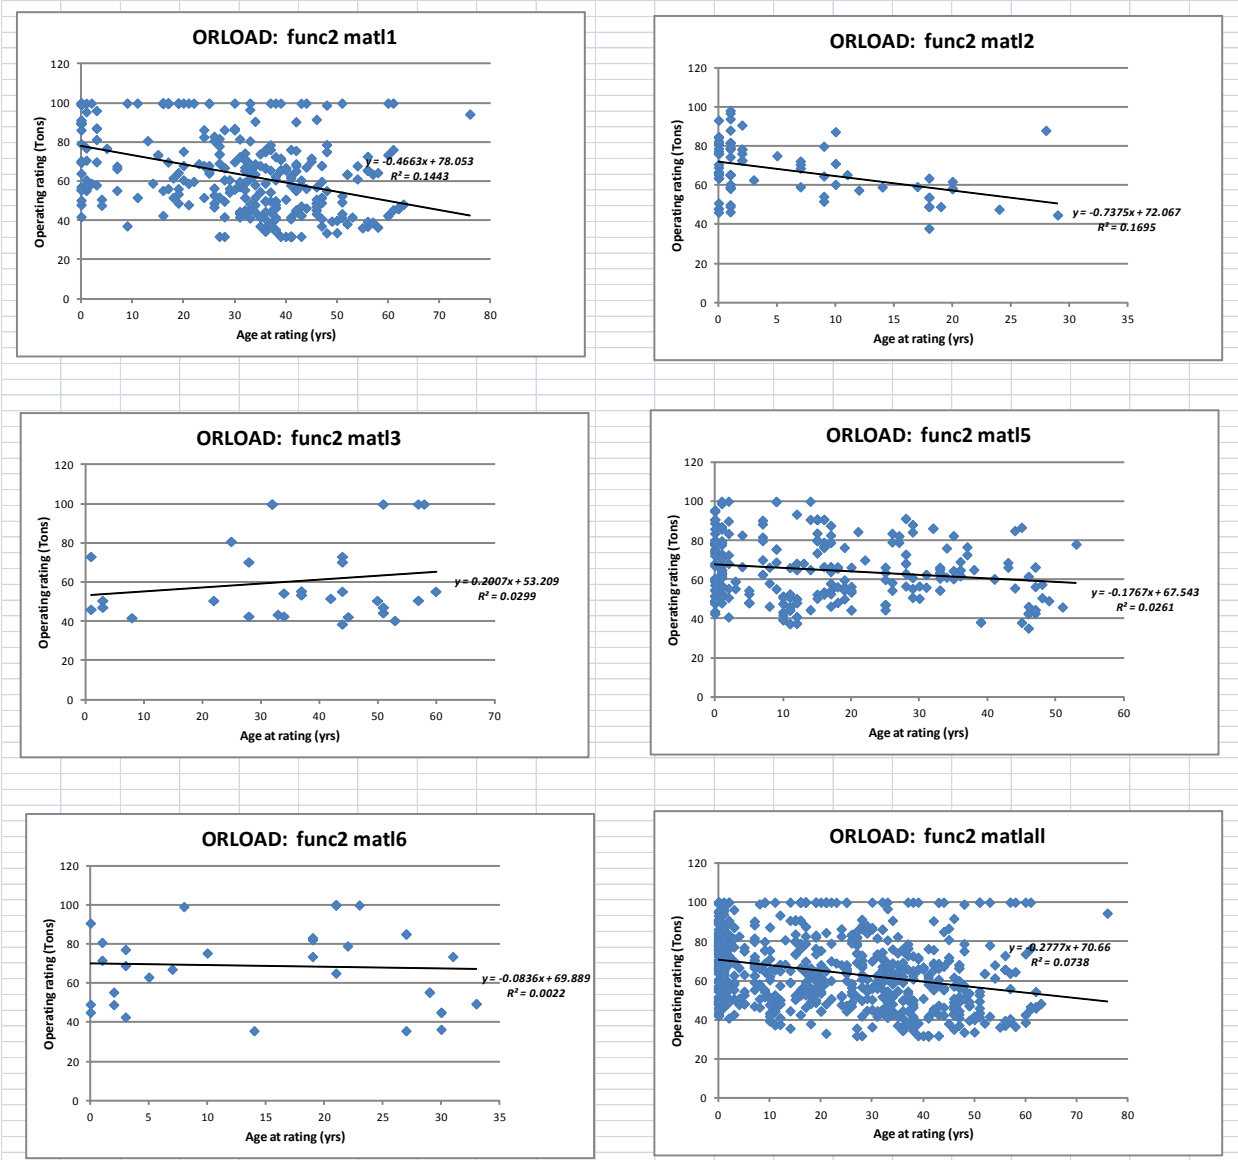 ORLOAD:  func2 matl1
120
100
80
60
40
20
0
Operating rating (Tons)
y = -0.4663x + 78.053
R² = 0.1443
0 10 20 30 40 50 60 70 80
Age at rating (yrs)
ORLOAD:  func2 matl2
120
100
80
60
40
20
0
Operating rating (Tons)
y = -0.7375x + 72.067
R² = 0.1695
0 5 10 15 20 25 30 35
Age at rating (yrs)
ORLOAD:  func2 matl3
120
100
80
60
40
20
0
Operating rating (Tons)
y = 0.2007x + 53.209
R² = 0.0299
0 10 20 30 40 50 60 70
Age at rating (yrs)
ORLOAD:  func2 matl5
120
100
80
60
40
20
0
Operating rating (Tons)
y = -0.1767x + 67.543
R² = 0.0261
0 10 20 30 40 50 60
Age at rating (yrs)
ORLOAD:  func2 matl6
120
100
80
60
40
20
0
Operating rating (Tons)
y = -0.0836x + 69.889
R² = 0.0022
0 5 10 15 20 25 30 35
Age at rating (yrs)
ORLOAD:  func2 matlall
120
100
80
60
40
20
0
Operating rating (Tons)
y = -0.2777x + 70.66
R² = 0.0738
0 10 20 30 40 50 60 70 80
Age at rating (yrs)